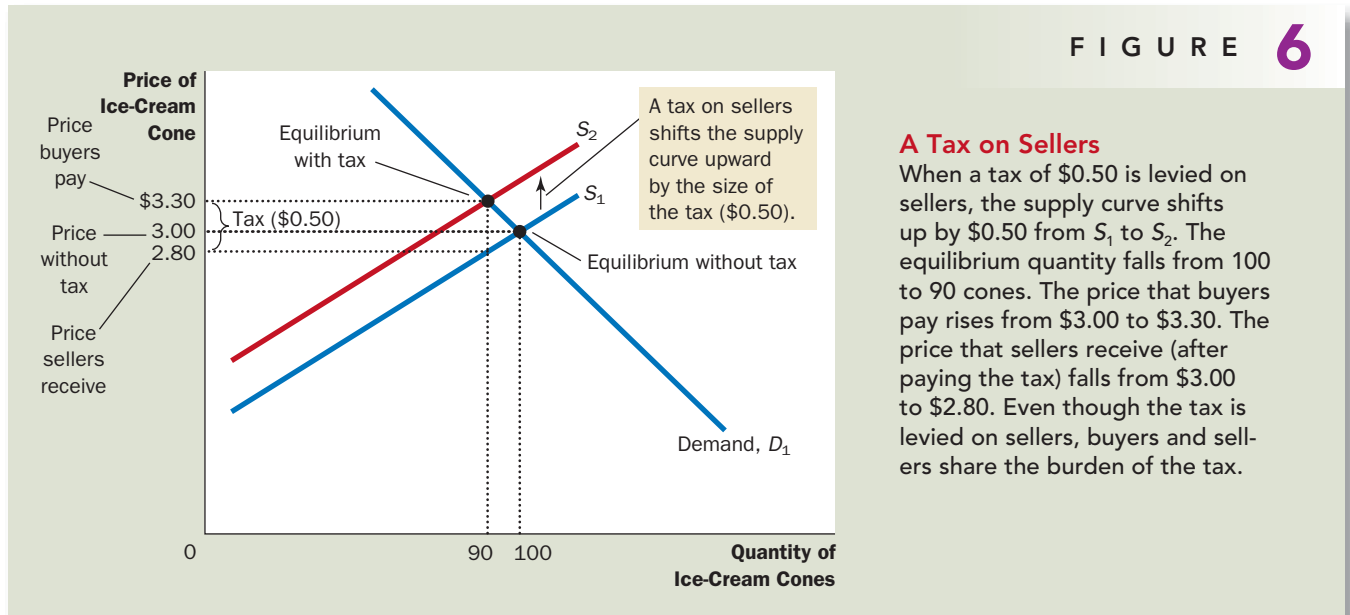 FIGURE 6
Price of
Ice-Cream
Cone
Price
buyers
pay
$3.30
Price
without
tax
3.00
2.80
Price
sellers
receive
Tax ($0.50)
Equilibrium
with tax
S2
S1
A tax on sellers
shifts the supply
curve upward
by the size of
the tax ($0.50).
Equilibrium without tax
Demand, D1
0
90
100
Quantity of
Ice-Cream Cones
A Tax on Sellers
When a tax of $0.50 is levied on
sellers, the supply curve shifts
up by $0.50 from S1 to S2. The
equilibrium quantity falls from 100
to 90 cones. The price that buyers
pay rises from $3.00 to $3.30. The
price that sellers receive (after
paying the tax) falls from $3.00
to $2.80. Even though the tax is
levied on sellers, buyers and sell-
ers share the burden of the tax.